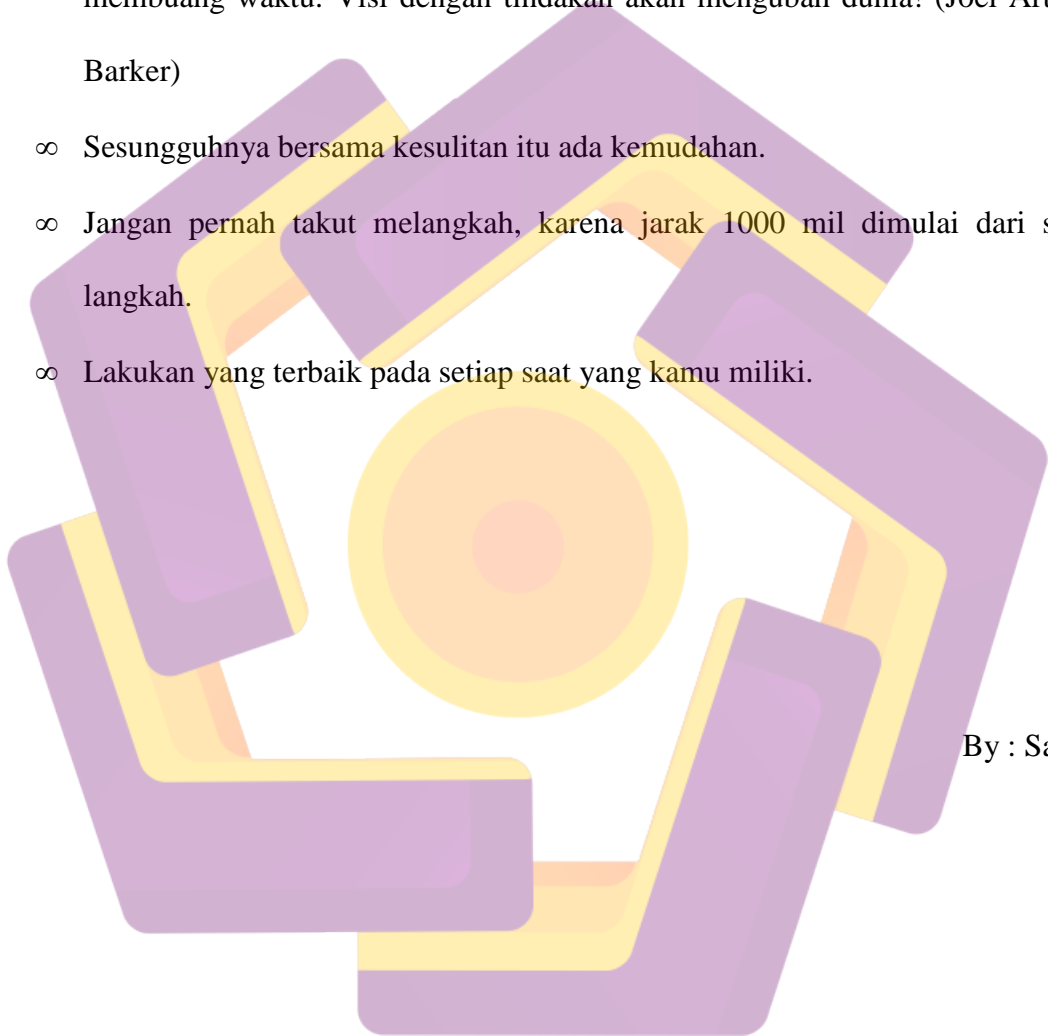 membuang waktu. Visi dengan tindakan akan mengubah dunia! (Joel
Barker)
∞ Sesungguhnya bersama kesulitan itu ada kemudahan.
∞ Jangan pernah takut melangkah, karena jarak 1000 mil dimulai dari
langkah.
∞ Lakukan yang terbaik pada setiap saat yang kamu miliki.
By :